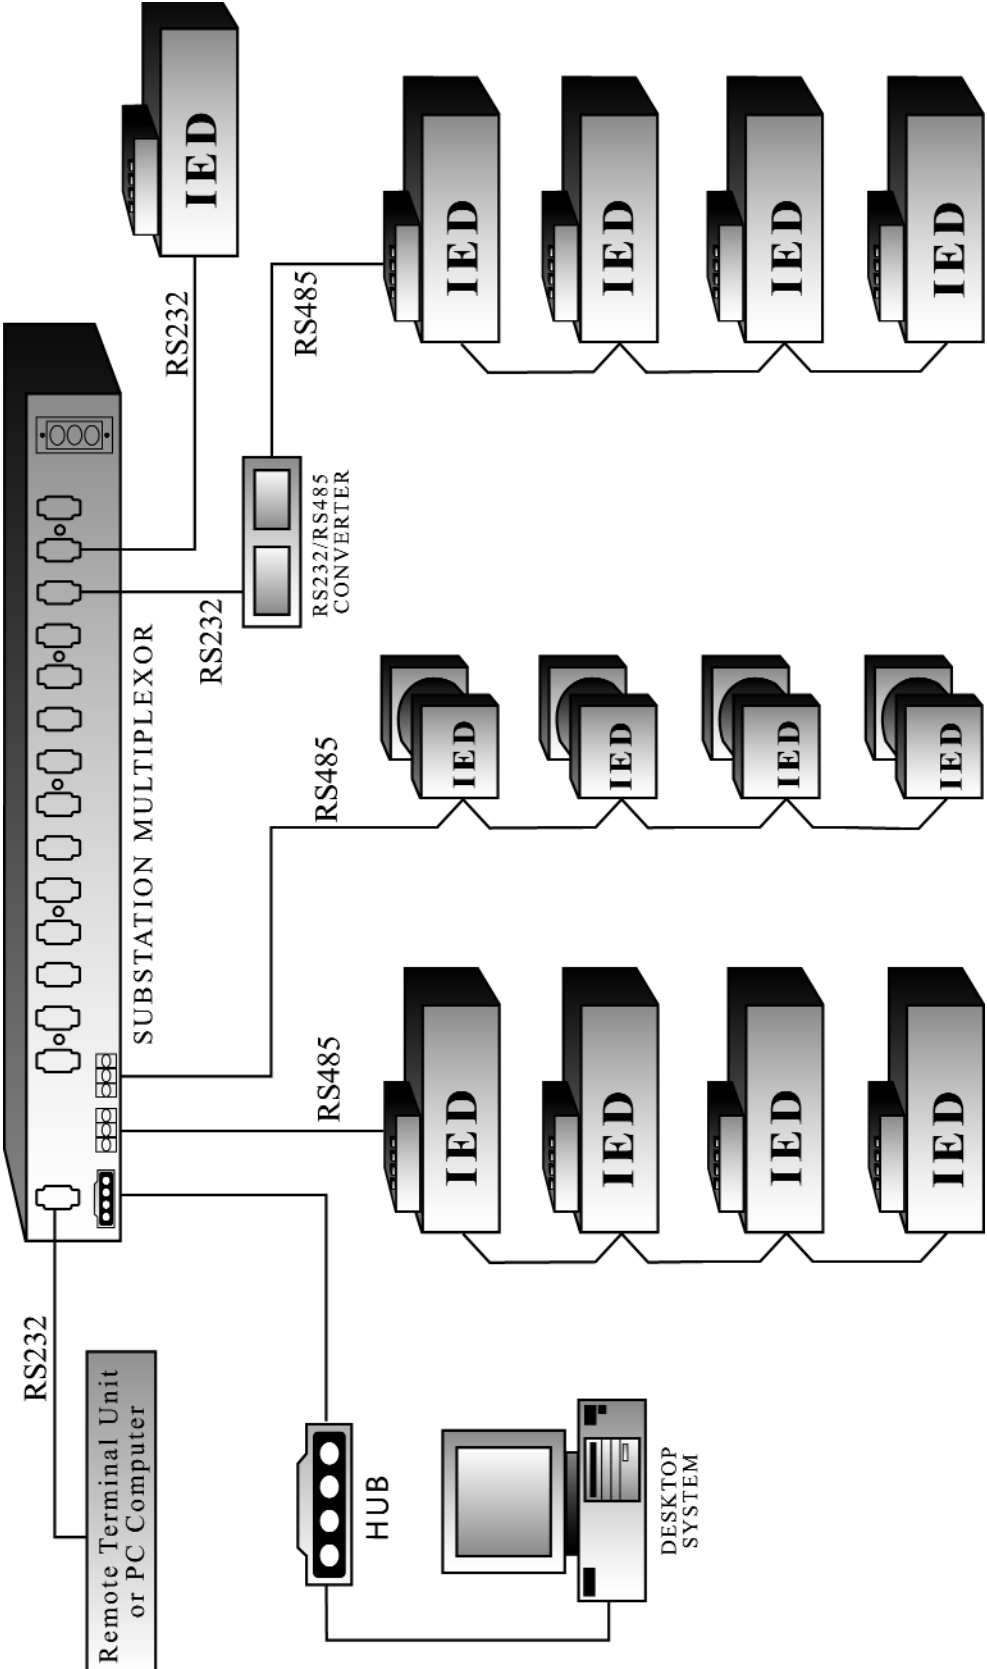 Remote Terminal Unit
or PC Computer
RS232
HUB
DESKTOP
SYSTEM
SUBSTATION MULTIPLEXOR
RS485
IED
IED
IED
IED
RS485
IED
IED
IED
IED
RS232
RS232/RS485
CONVERTER
RS485
IED
IED
IED
IED
RS232
IED